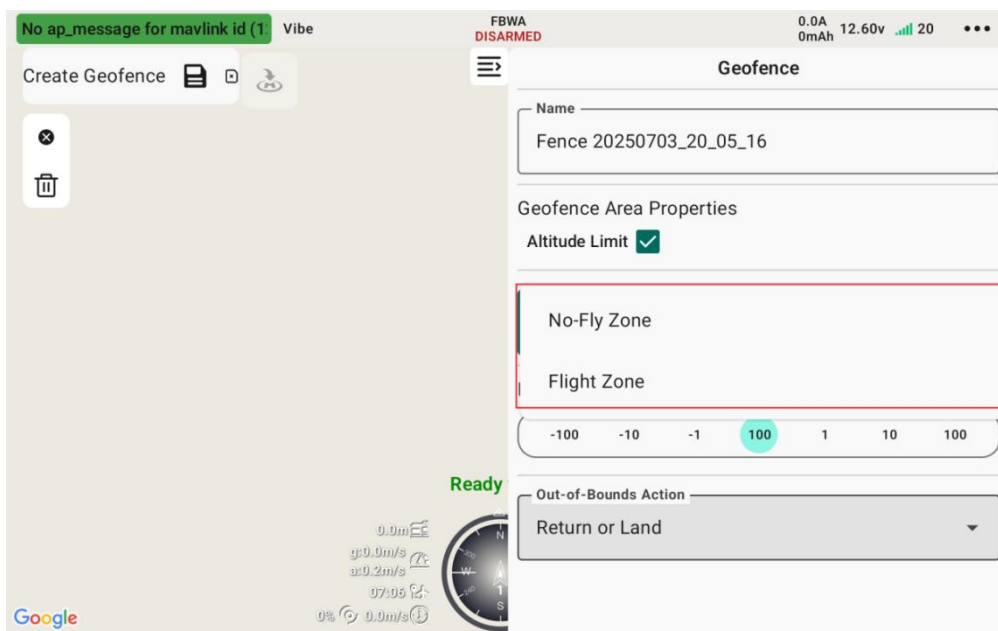 No ap_message for mavlink id (1:
Vibe
FBWA
DISARMED
0.0A
0mAh
12.60v
20
Create Geofence
Geofence
Name
Fence 20250703_20_05_16
Geofence Area Properties
Altitude Limit
No-Fly Zone
Flight Zone
-100 -10 -1 100 1 10 100
Ready
Out-of-Bounds Action
Return or Land
0.0m
g:0.0m/s
a:0.2m/s
07:06
0% 0.0m/s
N
300
W
240
S
1
Google